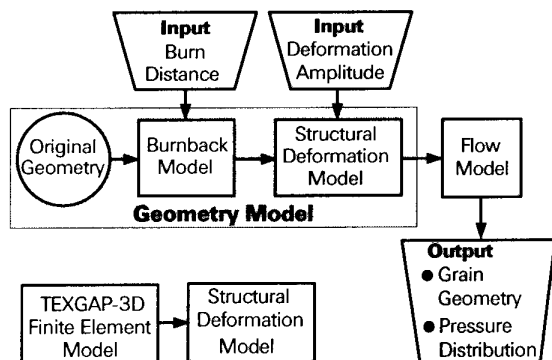 Input
Burn
Distance
Input
Deformation
Amplitude
Original
Geometry
Burnback
Model
Structural
Deformation
Model
Flow
Model
Geometry Model
Output
● Grain
Geometry
● Pressure
Distribution
TEXGAP-3D
Finite Element
Model
Structural
Deformation
Model